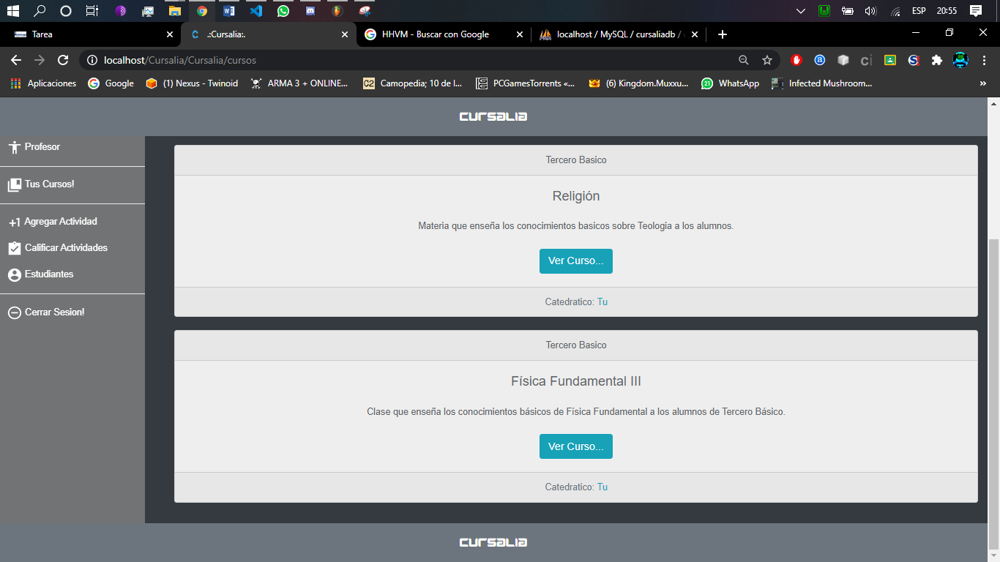 ESP 20:55
Tarea .:Cursalia:. HHVM - Buscar con Google localhost / MySQL / cursaliadb /
localhost/Cursalia/Cursalia/cursos
Aplicaciones Google (1) Nexus - Twinoid ARMA 3 + ONLINE... Camopedia; 10 de l... PCGamesTorrents «... (6) Kingdom.Muxxu... WhatsApp Infected Mushroom... »
cursalia
Profesor
Tus Cursos!
+1 Agregar Actividad
Calificar Actividades
Estudiantes
Cerrar Sesion!
Tercero Basico
Religión
Materia que enseña los conocimientos basicos sobre Teologia a los alumnos.
Ver Curso...
Catedratico: Tu
Tercero Basico
Física Fundamental III
Clase que enseña los conocimientos básicos de Física Fundamental a los alumnos de Tercero Básico.
Ver Curso...
Catedratico: Tu
cursalia